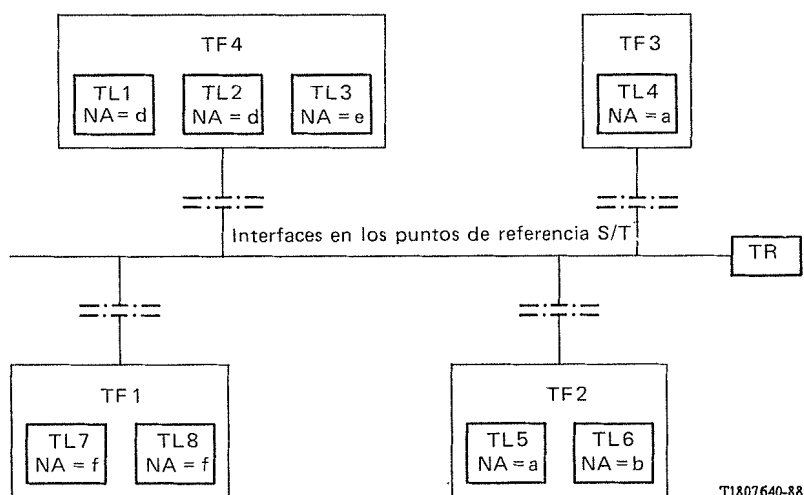 TF4
TL1
NA = d
TL2
NA = d
TL3
NA = e
TF3
TL4
NA = a
Interfaces en los puntos de referencia S/T
TR
TF1
TL7
NA = f
TL8
NA = f
TF2
TL5
NA = a
TL6
NA = b
T1807640-88